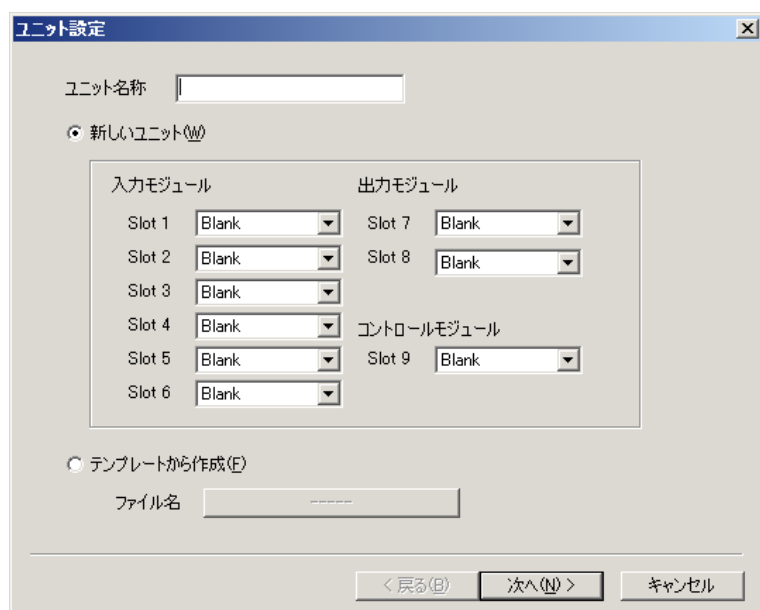 ユニット設定
ユニット名称
新しいユニット(W)
入力モジュール 出力モジュール
Slot 1 Blank Slot 7 Blank
Slot 2 Blank Slot 8 Blank
Slot 3 Blank
Slot 4 Blank コントロールモジュール
Slot 5 Blank Slot 9 Blank
Slot 6 Blank
テンプレートから作成(F)
ファイル名 -----
< 戻る(B) 次へ(N) > キャンセル